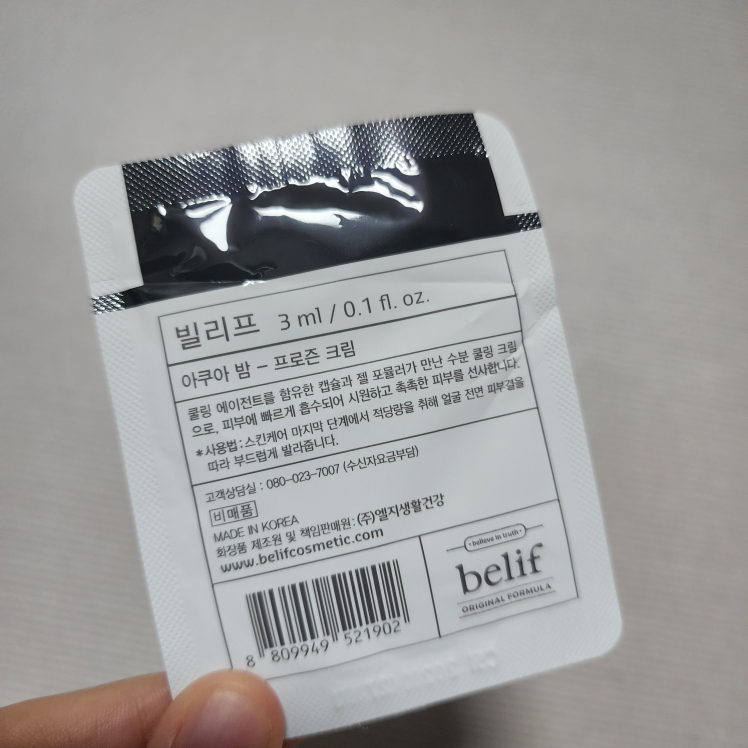 빌리프 3 ml / 0.1 fl. oz.
아쿠아 밤 - 프로즌 크림
쿨링 에이전트를 함유한 캡슐과 젤 포뮬러가 만난 수분 쿨링 크림
으로, 피부에 빠르게 흡수되어 시원하고 촉촉한 피부를 선사합니다.
*사용법 : 스킨케어 마지막 단계에서 적당량을 취해 얼굴 전면 피부결을
따라 부드럽게 발라줍니다.
고객상담실 : 080-023-7007 (수신자요금부담)
비매품
MADE IN KOREA
화장품 제조원 및 책임판매원 : (주)엘지생활건강
www.belifcosmetic.com
8 809949 521902
• believe in truth •
belif
ORIGINAL FORMULA